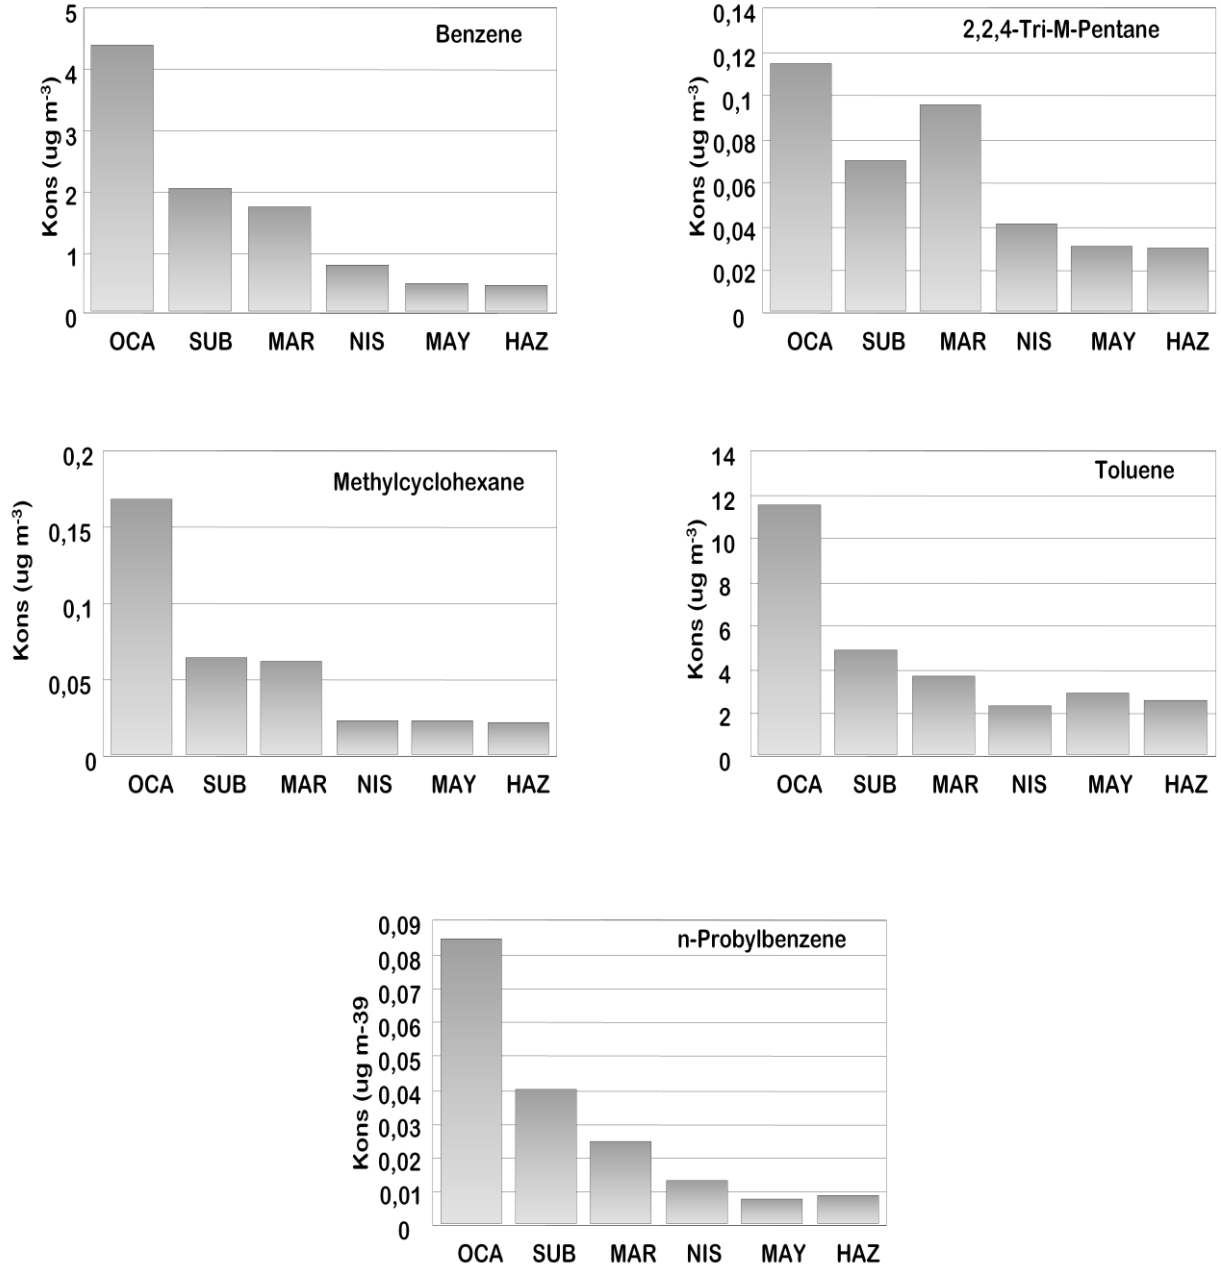 Benzene
Kons (ug m-3)
5
4
3
2
1
0
OCA SUB MAR NIS MAY HAZ
2,2,4-Tri-M-Pentane
Kons (ug m-3)
0,14
0,12
0,1
0,08
0,06
0,04
0,02
0
OCA SUB MAR NIS MAY HAZ
Methylcyclohexane
Kons (ug m-3)
0,2
0,15
0,1
0,05
0
OCA SUB MAR NIS MAY HAZ
Toluene
Kons (ug m-3)
14
12
10
8
6
4
2
0
OCA SUB MAR NIS MAY HAZ
n-Probylbenzene
Kons (ug m-39
0,09
0,08
0,07
0,06
0,05
0,04
0,03
0,02
0,01
0
OCA SUB MAR NIS MAY HAZ